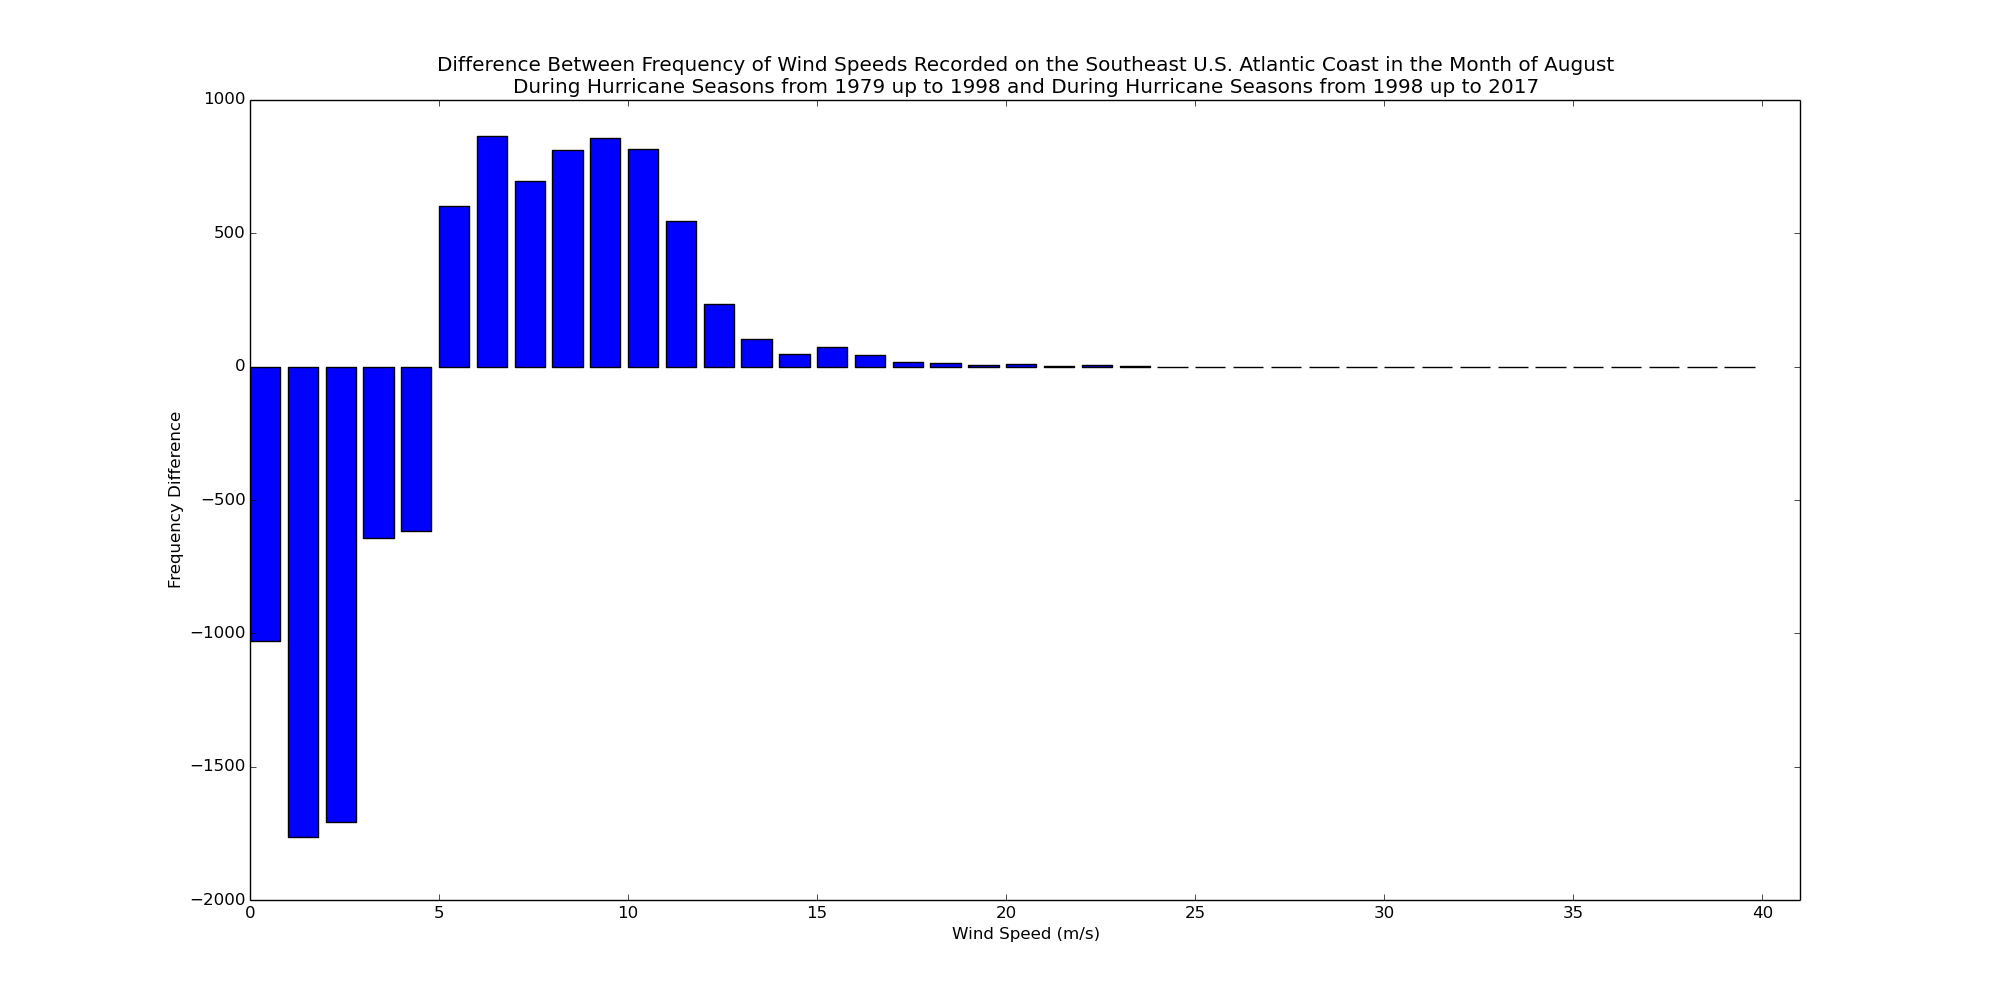 Difference Between Frequency of Wind Speeds Recorded on the Southeast U.S. Atlantic Coast in the Month of August
During Hurricane Seasons from 1979 up to 1998 and During Hurricane Seasons from 1998 up to 2017
1000
500
0
−500
−1000
−1500
−2000
Frequency Difference
0 5 10 15 20 25 30 35 40
Wind Speed (m/s)